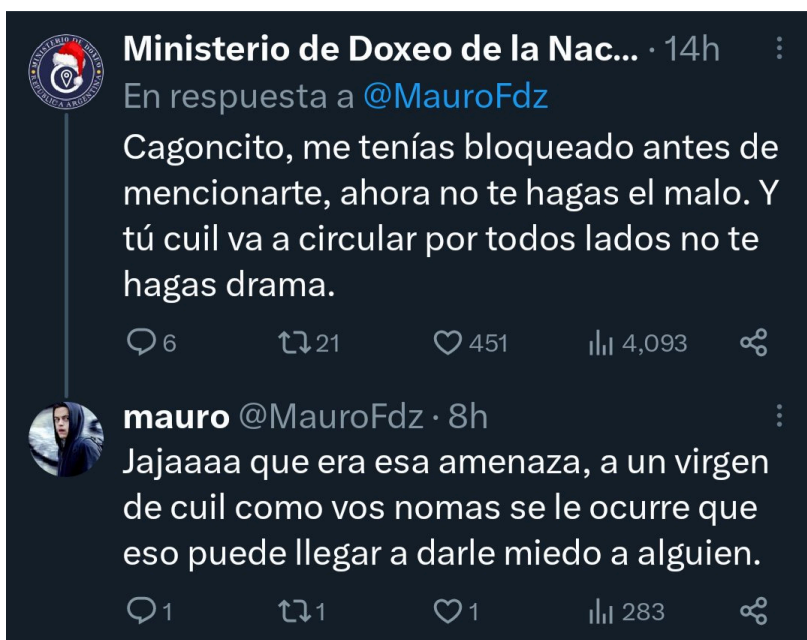 Ministerio de Doxeo de la Nac... · 14h
En respuesta a @MauroFdz
Cagoncito, me tenías bloqueado antes de
mencionarte, ahora no te hagas el malo. Y
tú cuil va a circular por todos lados no te
hagas drama.
6 21 451 4,093
mauro @MauroFdz · 8h
Jajaaaa que era esa amenaza, a un virgen
de cuil como vos nomas se le ocurre que
eso puede llegar a darle miedo a alguien.
1 1 1 283